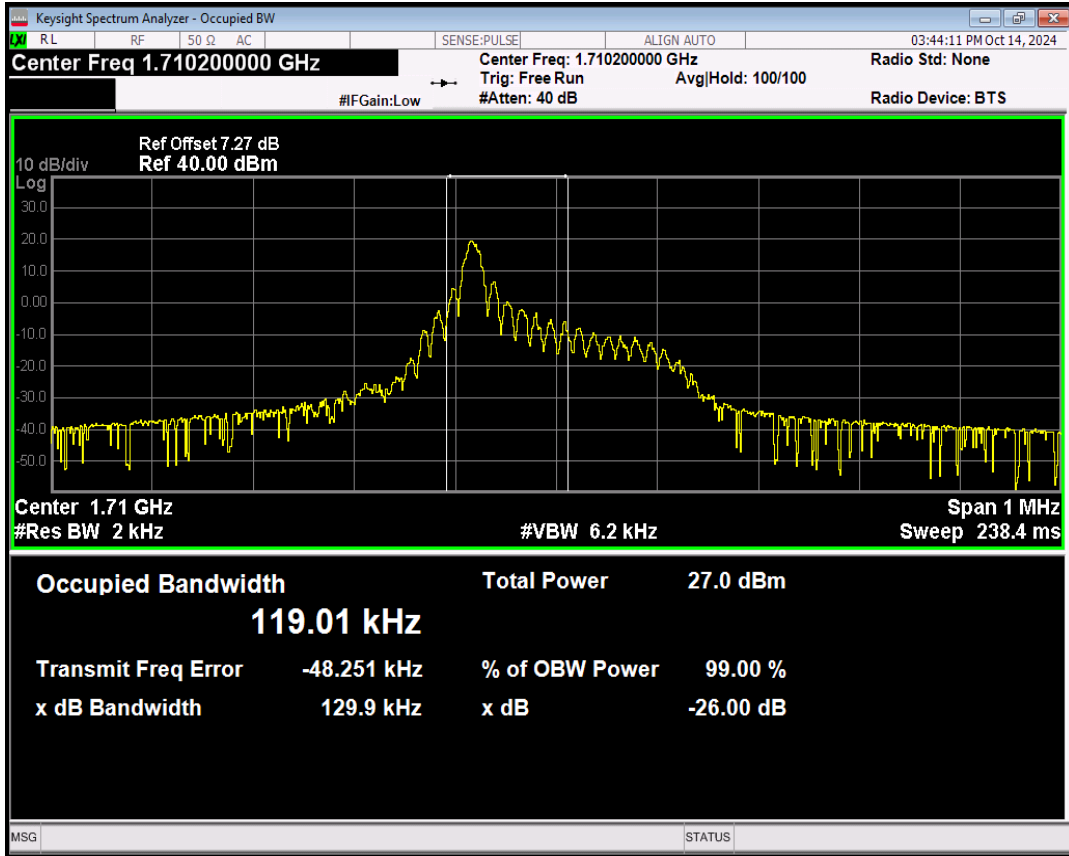 Keysight Spectrum Analyzer - Occupied BW
LXI RL RF 50 Ω AC SENSE:PULSE ALIGN AUTO 03:44:11 PM Oct 14, 2024
Center Freq 1.710200000 GHz
Center Freq: 1.710200000 GHz
Radio Std: None
Trig: Free Run Avg|Hold: 100/100
#IFGain:Low #Atten: 40 dB Radio Device: BTS
Ref Offset 7.27 dB
10 dB/div Ref 40.00 dBm
Log
30.0
20.0
10.0
0.00
-10.0
-20.0
-30.0
-40.0
-50.0
Center 1.71 GHz Span 1 MHz
#Res BW 2 kHz #VBW 6.2 kHz Sweep 238.4 ms
Occupied Bandwidth Total Power 27.0 dBm
119.01 kHz
Transmit Freq Error -48.251 kHz % of OBW Power 99.00 %
x dB Bandwidth 129.9 kHz x dB -26.00 dB
MSG STATUS